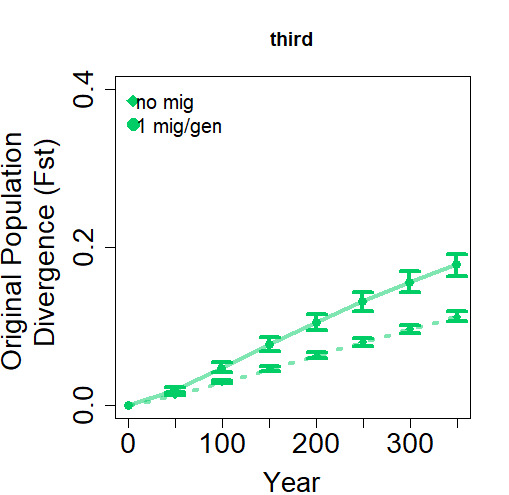 third
no mig
1 mig/gen
Original Population
Divergence (Fst)
0.4
0.2
0.0
0 100 200 300
Year